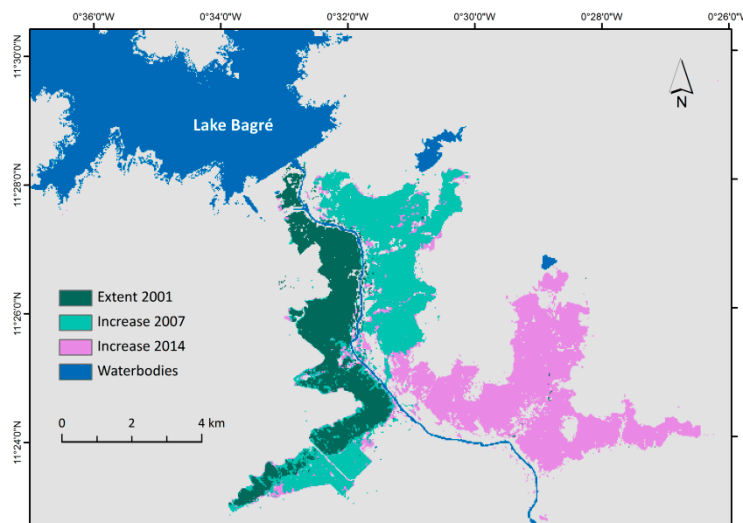 0°36'0"W 0°34'0"W 0°32'0"W 0°30'0"W 0°28'0"W 0°26'0"W
11°30'0"N
11°28'0"N
11°26'0"N
11°24'0"N
Lake Bagré
N
Extent 2001
Increase 2007
Increase 2014
Waterbodies
0 2 4 km